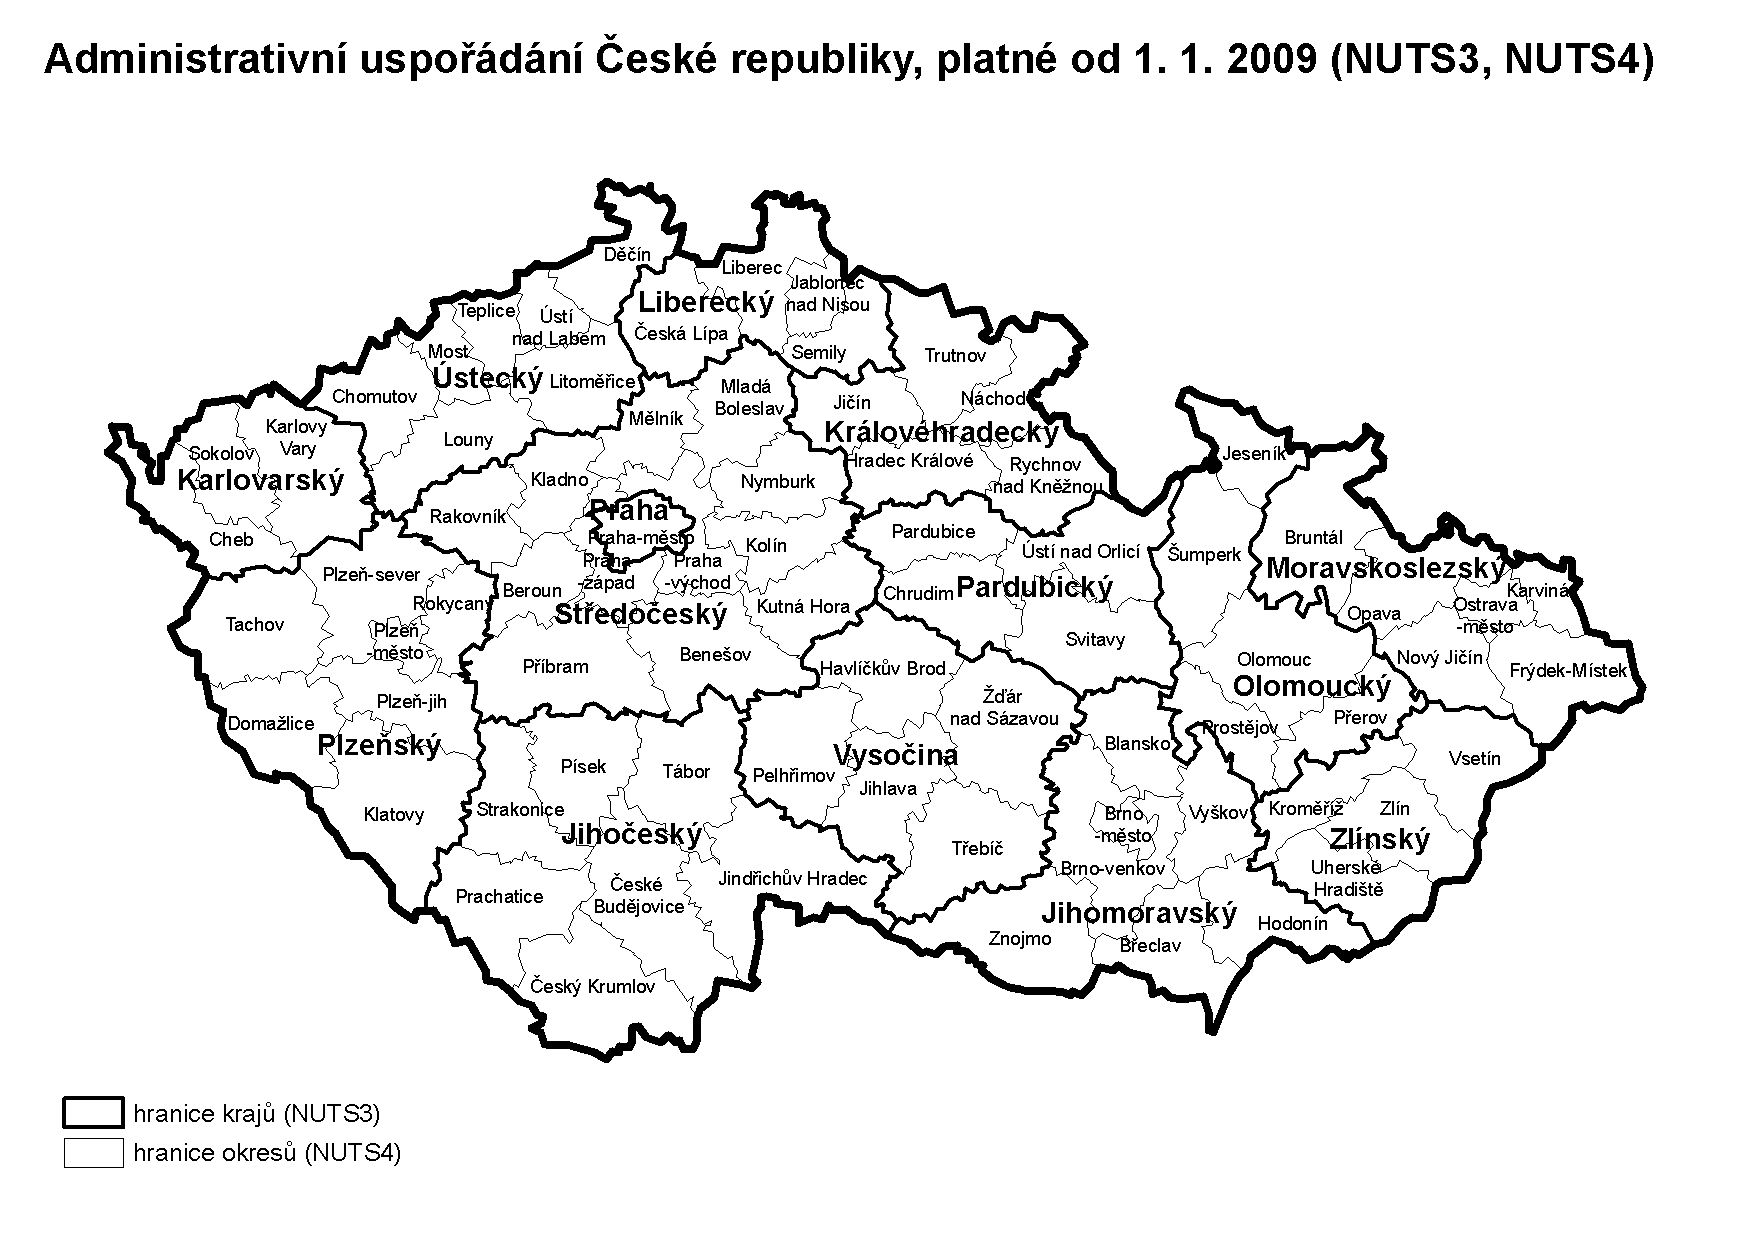 Administrativní uspořádání České republiky, platné od 1. 1. 2009 (NUTS3, NUTS4)
Děčín
Liberec
Jablonec
nad Nisou
Liberecký
Teplice
Ústí
nad Labem
Česká Lípa
Most
Semily
Trutnov
Ústecký
Litoměřice
Mladá
Boleslav
Chomutov
Jičín
Náchod
Mělník
Karlovy
Vary
Louny
Královéhradecký
Sokolov
Hradec Králové
Rychnov
nad Kněžnou
Jeseník
Karlovarský
Kladno
Nymburk
Praha
Rakovník
Praha-město
Cheb
Kolín
Pardubice
Ústí nad Orlicí
Šumperk
Bruntál
Praha
-západ
Praha
-východ
Moravskoslezský
Plzeň-sever
Beroun
Rokycany
Chrudim
Pardubický
Karviná
Středočeský
Kutná Hora
Opava
Ostrava
-město
Tachov
Plzeň
-město
Svitavy
Příbram
Benešov
Havlíčkův Brod
Olomouc
Nový Jičín
Frýdek-Místek
Olomoucký
Plzeň-jih
Žďár
nad Sázavou
Domažlice
Prostějov
Přerov
Plzeňský
Blansko
Vysočina
Vsetín
Písek
Tábor
Pelhřimov
Jihlava
Klatovy
Strakonice
Brno
-město
Vyškov
Kroměříž
Zlín
Jihočeský
Zlínský
Třebíč
Brno-venkov
Uherské
Hradiště
Jindřichův Hradec
Prachatice
České
Budějovice
Jihomoravský
Hodonín
Znojmo
Břeclav
Český Krumlov
hranice krajů (NUTS3)
hranice okresů (NUTS4)